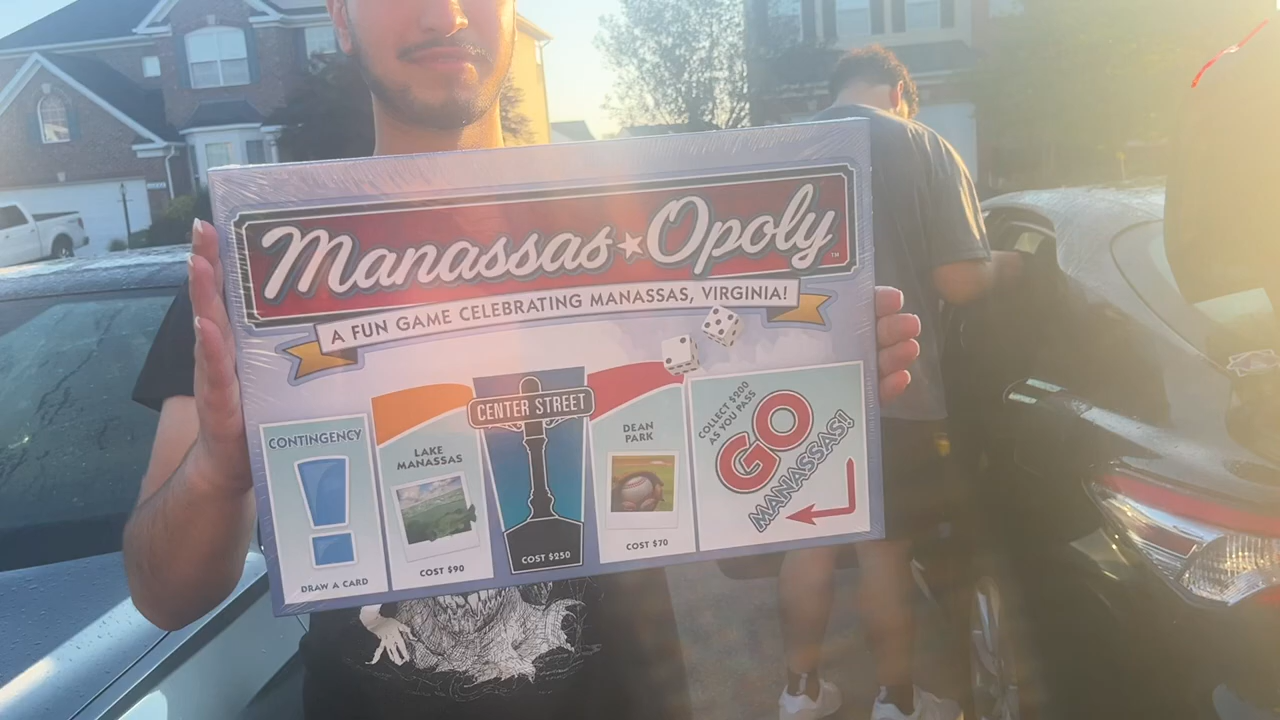 Manassas★Opoly™
A FUN GAME CELEBRATING MANASSAS, VIRGINIA!
CONTINGENCY
!
DRAW A CARD
LAKE
MANASSAS
COST $90
CENTER STREET
COST $250
DEAN
PARK
COST $70
COLLECT $200
AS YOU PASS
GO
MANASSAS!